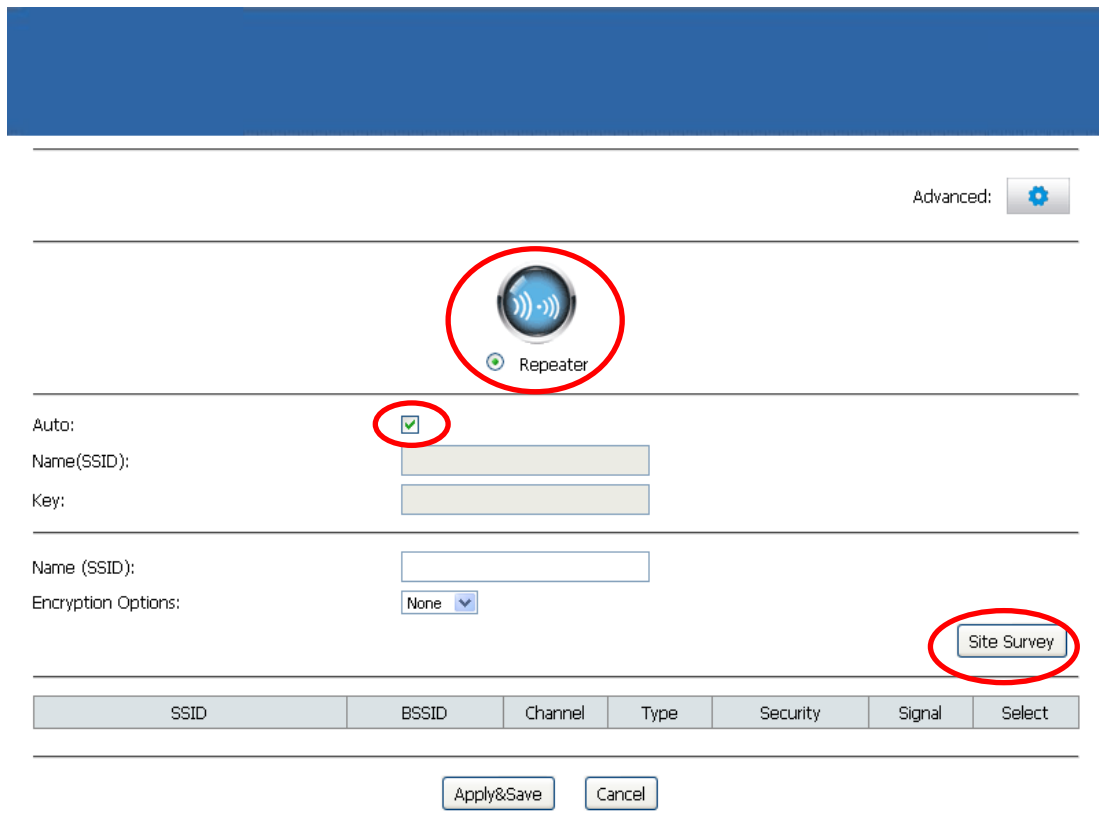 Advanced:
Repeater
Auto:
Name(SSID):
Key:
Name (SSID):
Encryption Options: None
Site Survey
SSID BSSID Channel Type Security Signal Select
Apply&Save Cancel